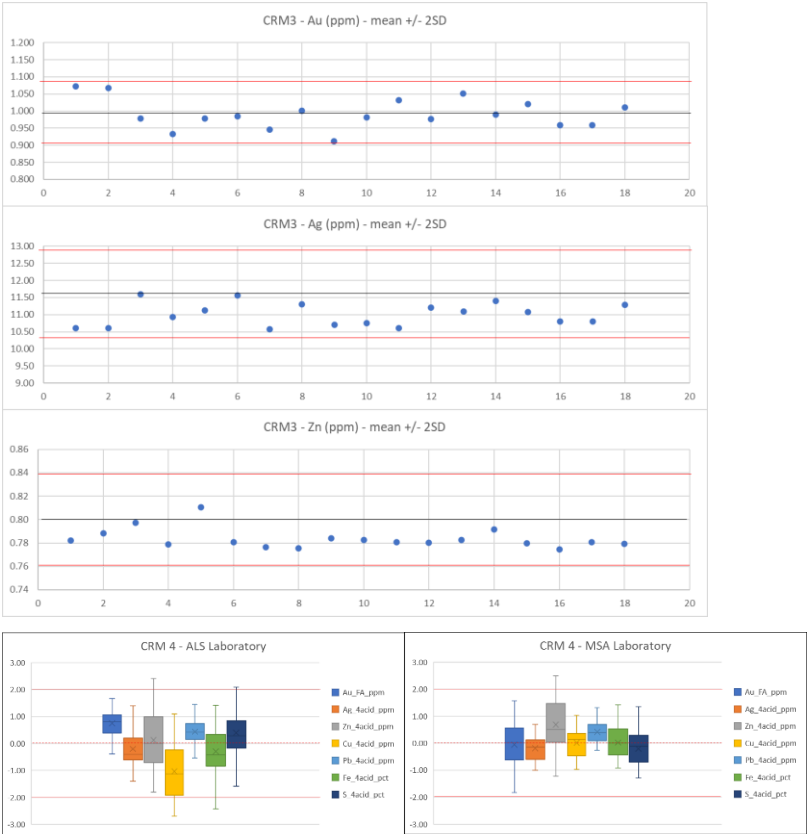 CRM3 - Au (ppm) - mean +/- 2SD
1.200
1.150
1.100
1.050
1.000
0.950
0.900
0.850
0.800
0 2 4 6 8 10 12 14 16 18 20
CRM3 - Ag (ppm) - mean +/- 2SD
13.00
12.50
12.00
11.50
11.00
10.50
10.00
9.50
9.00
0 2 4 6 8 10 12 14 16 18 20
CRM3 - Zn (ppm) - mean +/- 2SD
0.86
0.84
0.82
0.80
0.78
0.76
0.74
0 2 4 6 8 10 12 14 16 18 20
CRM 4 - ALS Laboratory
3.00
2.00
1.00
0.00
-1.00
-2.00
-3.00
Au_FA_ppm
Ag_4acid_ppm
Zn_4acid_ppm
Cu_4acid_ppm
Pb_4acid_ppm
Fe_4acid_pct
S_4acid_pct
CRM 4 - MSA Laboratory
3.00
2.00
1.00
0.00
-1.00
-2.00
-3.00
Au_FA_ppm
Ag_4acid_ppm
Zn_4acid_ppm
Cu_4acid_ppm
Pb_4acid_ppm
Fe_4acid_pct
S_4acid_pct